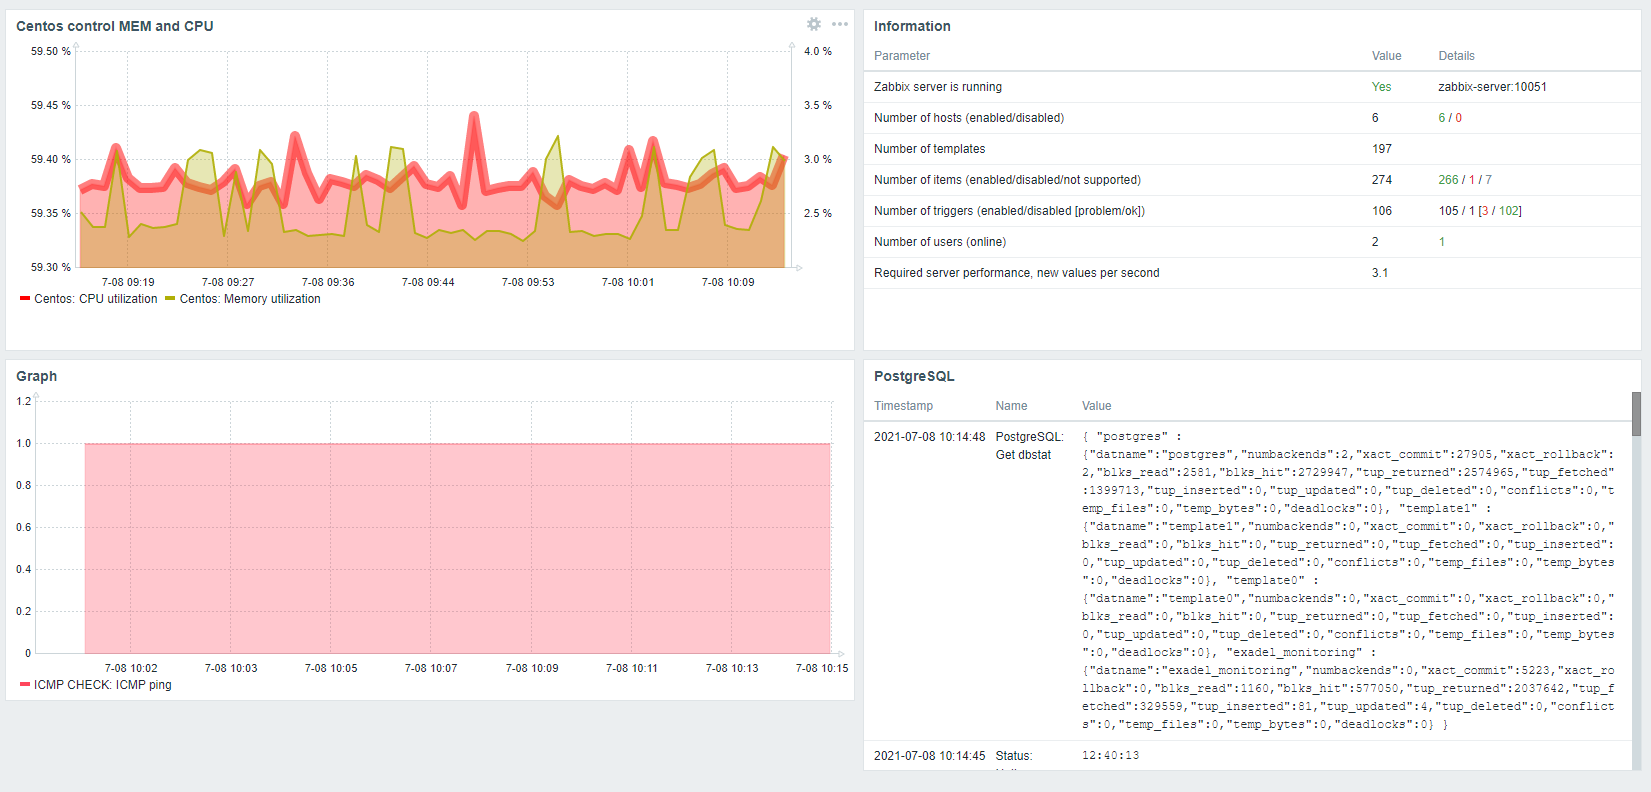 Centos control MEM and CPU
59.50 %
59.45 %
59.40 %
59.35 %
59.30 %
4.0 %
3.5 %
3.0 %
2.5 %
7-08 09:19 7-08 09:27 7-08 09:36 7-08 09:44 7-08 09:53 7-08 10:01 7-08 10:09
Centos: CPU utilization Centos: Memory utilization
Information
Parameter Value Details
Zabbix server is running Yes zabbix-server:10051
Number of hosts (enabled/disabled) 6 6 / 0
Number of templates 197
Number of items (enabled/disabled/not supported) 274 266 / 1 / 7
Number of triggers (enabled/disabled [problem/ok]) 106 105 / 1 [3 / 102]
Number of users (online) 2 1
Required server performance, new values per second 3.1
Graph
1.2
1.0
0.8
0.6
0.4
0.2
0
7-08 10:02 7-08 10:03 7-08 10:05 7-08 10:07 7-08 10:09 7-08 10:11 7-08 10:13 7-08 10:15
ICMP CHECK: ICMP ping
PostgreSQL
Timestamp Name Value
2021-07-08 10:14:48 PostgreSQL: { "postgres" :
Get dbstat {"datname":"postgres","numbackends":2,"xact_commit":27905,"xact_rollback":
2,"blks_read":2581,"blks_hit":2729947,"tup_returned":2574965,"tup_fetched"
:1399713,"tup_inserted":0,"tup_updated":0,"tup_deleted":0,"conflicts":0,"t
emp_files":0,"temp_bytes":0,"deadlocks":0}, "template1" :
{"datname":"template1","numbackends":0,"xact_commit":0,"xact_rollback":0,"
blks_read":0,"blks_hit":0,"tup_returned":0,"tup_fetched":0,"tup_inserted":
0,"tup_updated":0,"tup_deleted":0,"conflicts":0,"temp_files":0,"temp_bytes
":0,"deadlocks":0}, "template0" :
{"datname":"template0","numbackends":0,"xact_commit":0,"xact_rollback":0,"
blks_read":0,"blks_hit":0,"tup_returned":0,"tup_fetched":0,"tup_inserted":
0,"tup_updated":0,"tup_deleted":0,"conflicts":0,"temp_files":0,"temp_bytes
":0,"deadlocks":0}, "exadel_monitoring" :
{"datname":"exadel_monitoring","numbackends":0,"xact_commit":5223,"xact_ro
llback":0,"blks_read":1160,"blks_hit":577050,"tup_returned":2037642,"tup_f
etched":329559,"tup_inserted":81,"tup_updated":4,"tup_deleted":0,"conflict
s":0,"temp_files":0,"temp_bytes":0,"deadlocks":0} }
2021-07-08 10:14:45 Status: 12:40:13